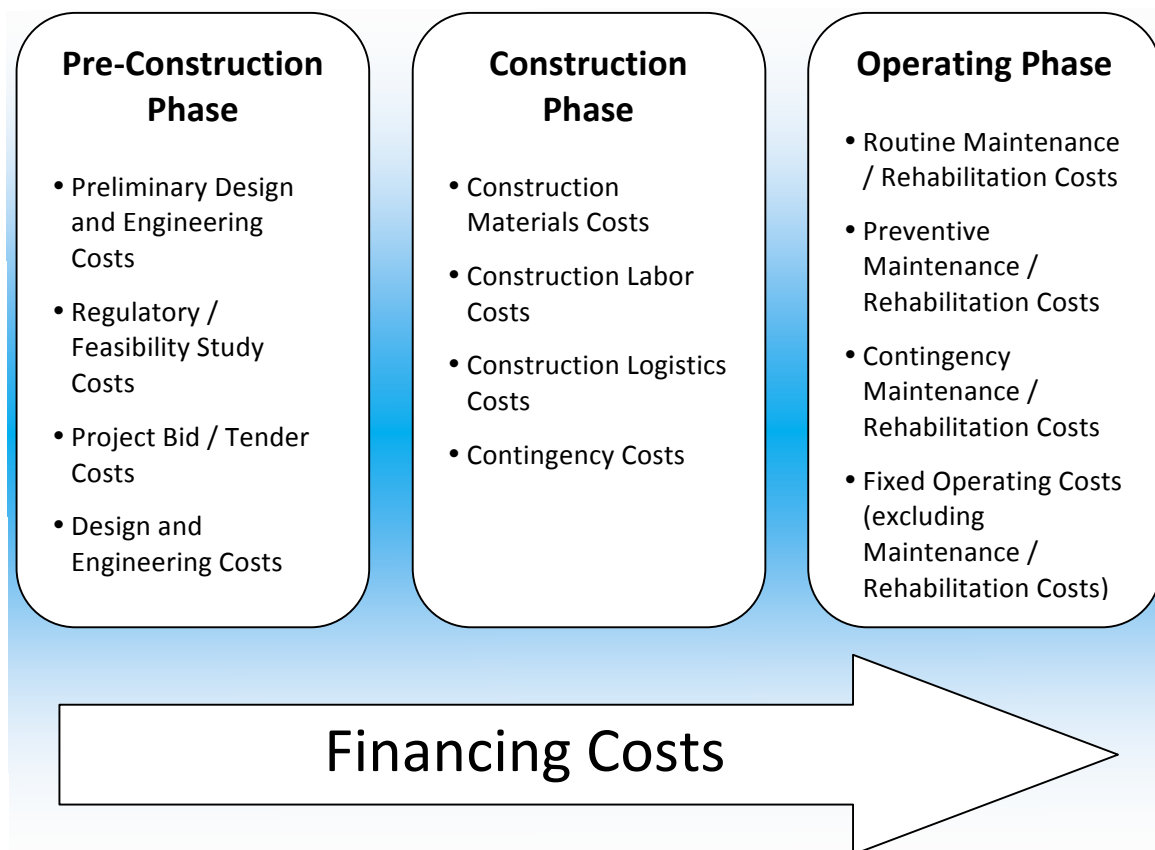 Pre-Construction
Phase
• Preliminary Design
and Engineering
Costs
• Regulatory /
Feasibility Study
Costs
• Project Bid / Tender
Costs
• Design and
Engineering Costs
Construction
Phase
• Construction
Materials Costs
• Construction Labor
Costs
• Construction Logistics
Costs
• Contingency Costs
Operating Phase
• Routine Maintenance
/ Rehabilitation Costs
• Preventive
Maintenance /
Rehabilitation Costs
• Contingency
Maintenance /
Rehabilitation Costs
• Fixed Operating Costs
(excluding
Maintenance /
Rehabilitation Costs)
Financing Costs